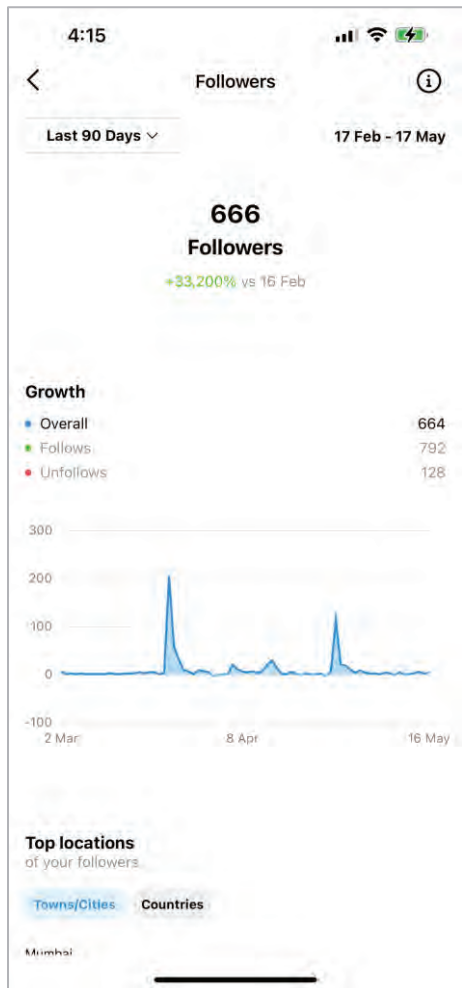 4:15
Followers
Last 90 Days
17 Feb - 17 May
666
Followers
+33,200% vs 16 Feb
Growth
Overall 664
Follows 792
Unfollows 128
300
200
100
0
-100
2 Mar 8 Apr 16 May
Top locations
of your followers
Towns/Cities Countries
Mumbai